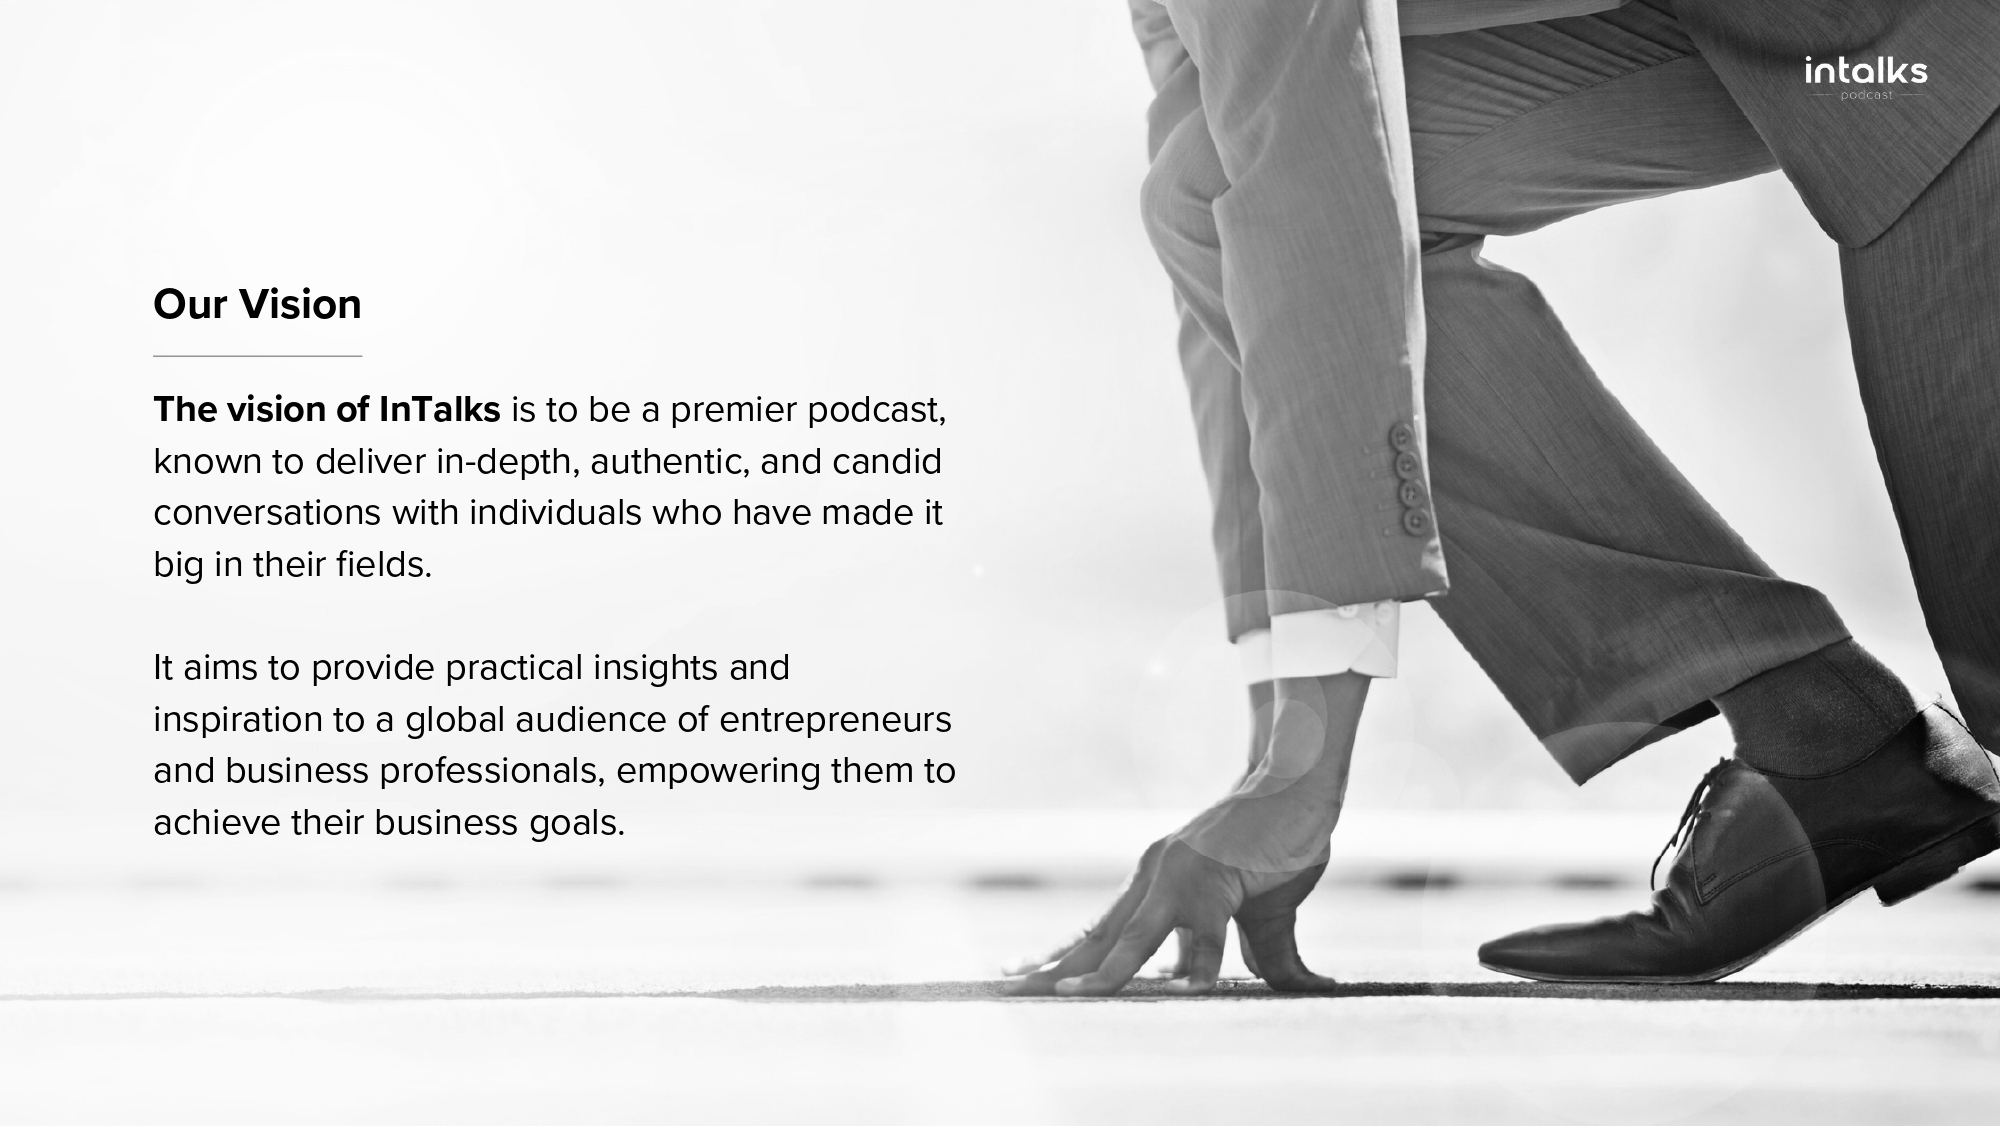 intalks
podcast
Our Vision
The vision of InTalks is to be a premier podcast,
known to deliver in-depth, authentic, and candid
conversations with individuals who have made it
big in their fields.
It aims to provide practical insights and
inspiration to a global audience of entrepreneurs
and business professionals, empowering them to
achieve their business goals.